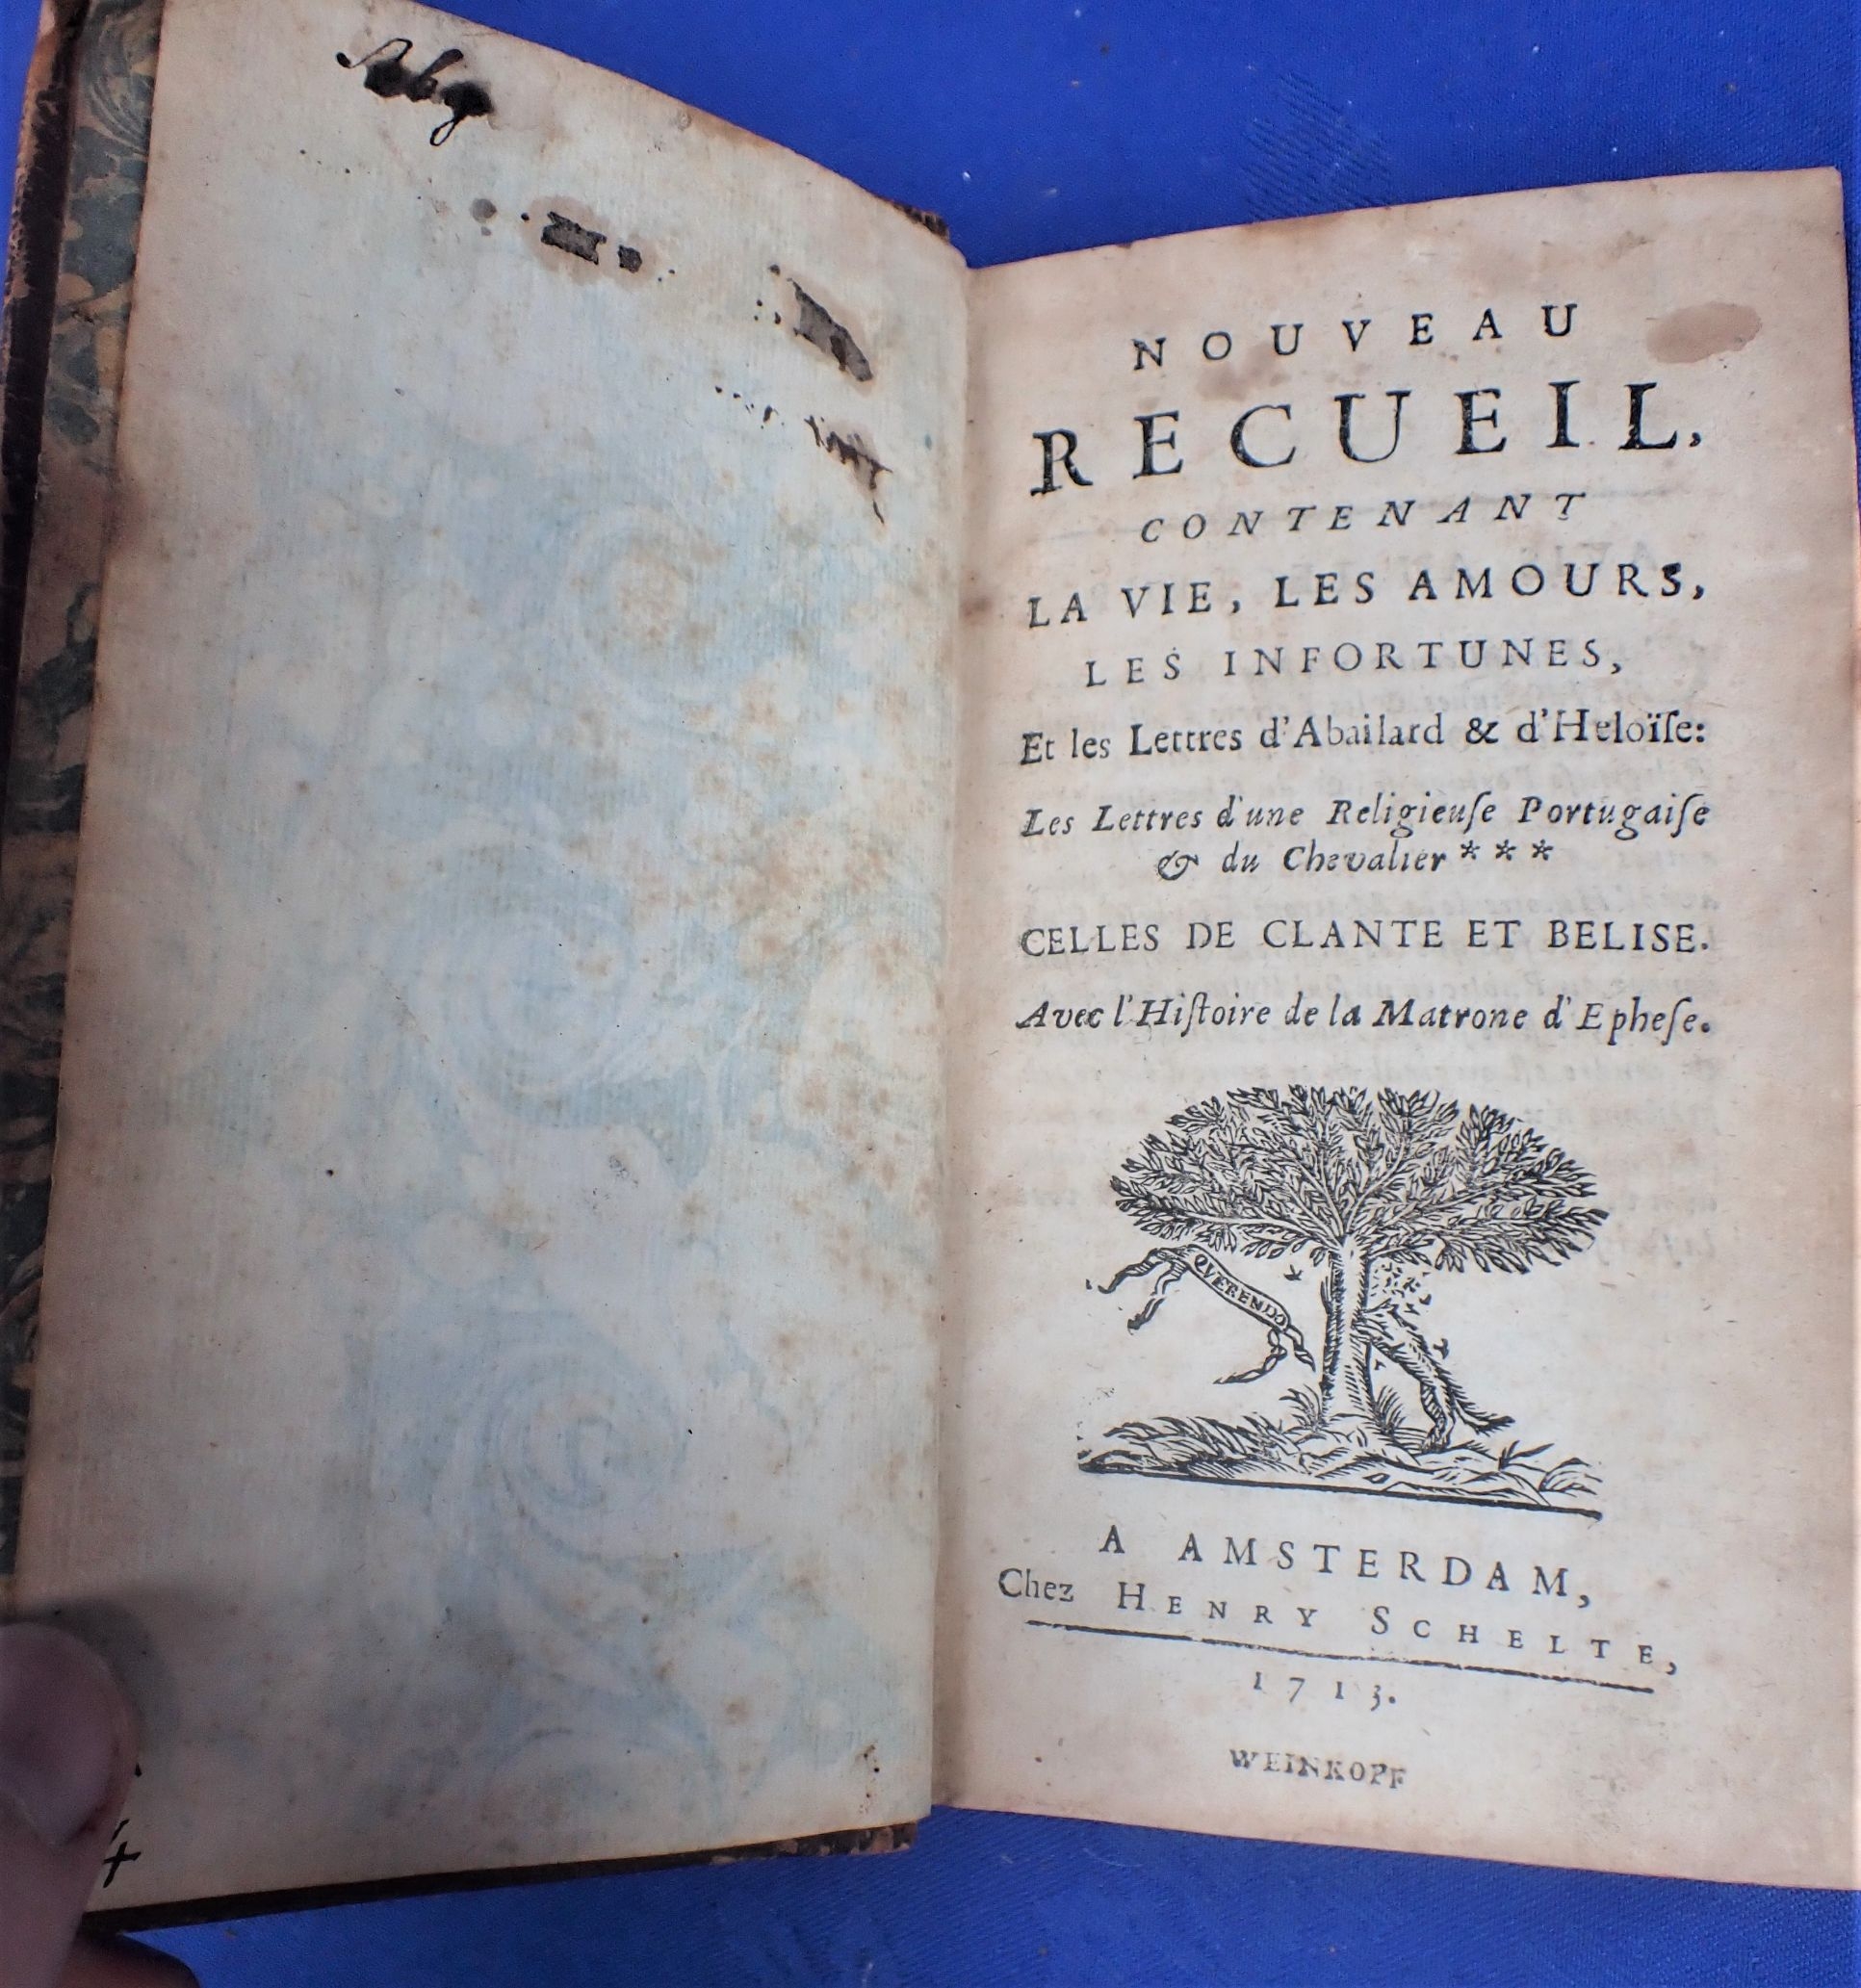 NOUVEAU
RECUEIL,
CONTENANT
LA VIE, LES AMOURS,
LES INFORTUNES,
Et les Lettres d'Abailard & d'Heloïſe:
Les Lettres d'une Religieuſe Portugaiſe
& du Chevalier * * *
CELLES DE CLANTE ET BELISE.
Avec l'Hiſtoire de la Matrone d'Epheſe.
QVERENDO
A AMSTERDAM,
Chez HENRY SCHELTE,
1713.
WEINKOPF